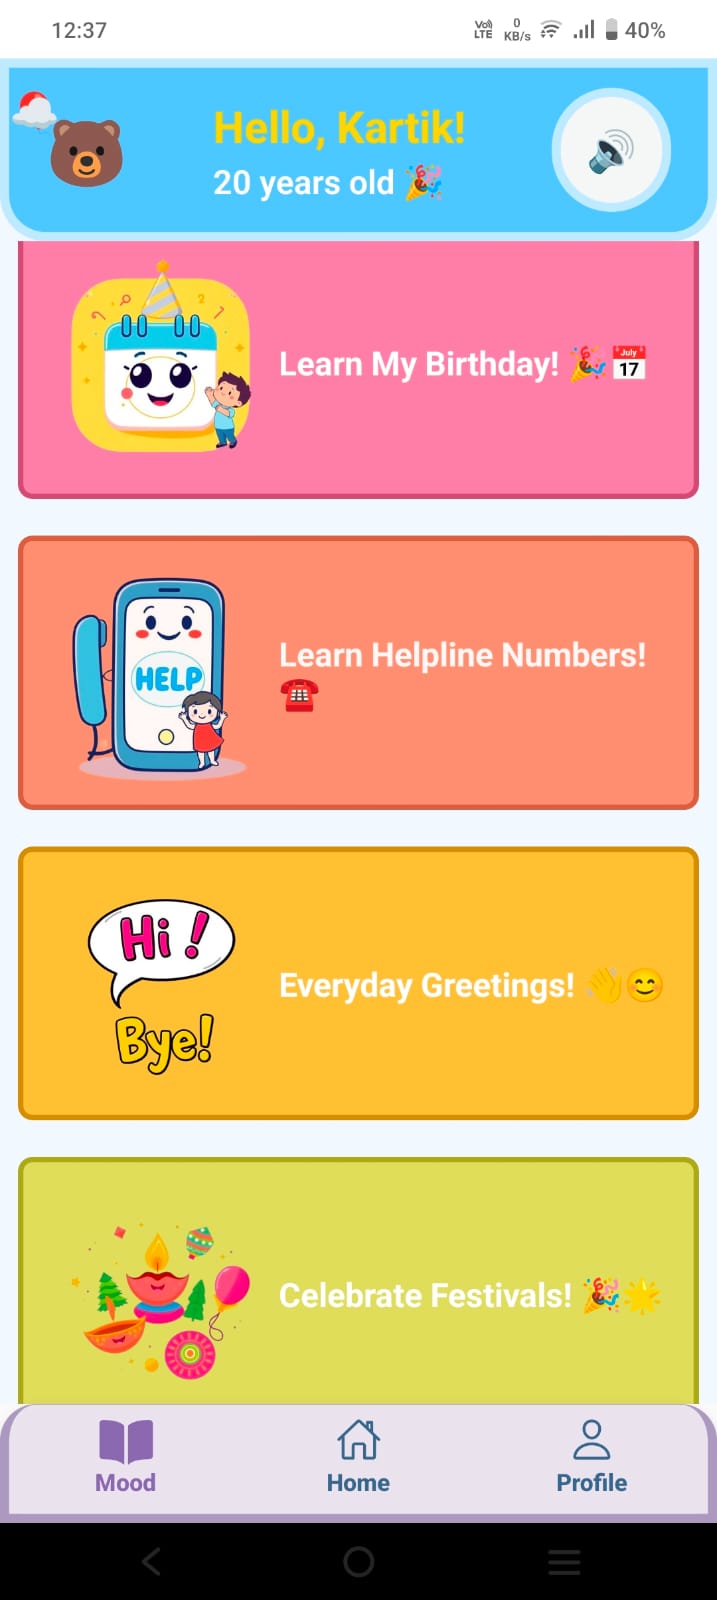 12:37
Vo))
LTE
0
KB/s
40%
Hello, Kartik!
20 years old 🎉
Learn My Birthday! 🎉📅
July
17
HELP
Learn Helpline Numbers!
☎️
Hi !
Bye!
Everyday Greetings! 👋😊
Celebrate Festivals! 🎉🌟
Mood
Home
Profile